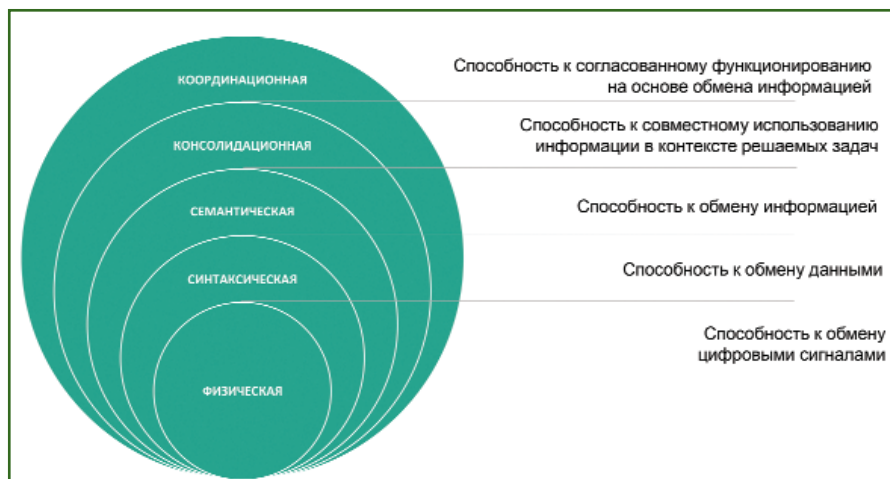 КООРДИНАЦИОННАЯ
Способность к согласованному функционированию
на основе обмена информацией
КОНСОЛИДАЦИОННАЯ
Способность к совместному использованию
информации в контексте решаемых задач
СЕМАНТИЧЕСКАЯ
Способность к обмену информацией
СИНТАКСИЧЕСКАЯ
Способность к обмену данными
ФИЗИЧЕСКАЯ
Способность к обмену
цифровыми сигналами